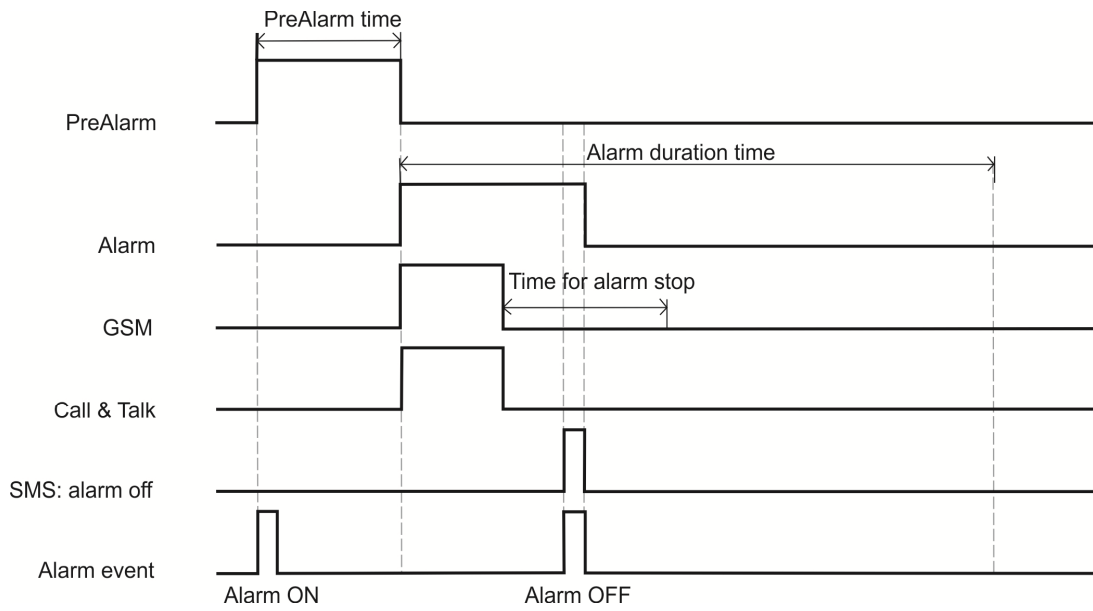 PreAlarm time
PreAlarm
Alarm duration time
Alarm
Time for alarm stop
GSM
Call & Talk
SMS: alarm off
Alarm event
Alarm ON
Alarm OFF